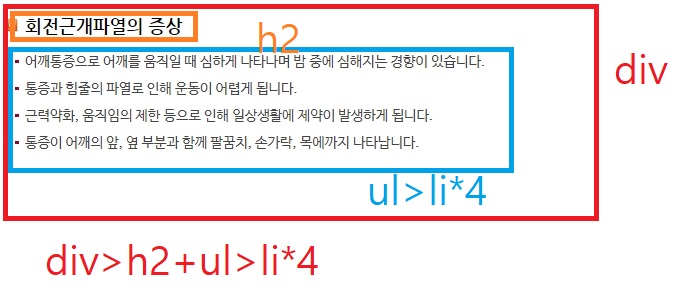 회전근개파열의 증상
h2
어깨통증으로 어깨를 움직일 때 심하게 나타나며 밤 중에 심해지는 경향이 있습니다.
div
통증과 힘줄의 파열로 인해 운동이 어렵게 됩니다.
근력약화, 움직임의 제한 등으로 인해 일상생활에 제약이 발생하게 됩니다.
통증이 어깨의 앞, 옆 부분과 함께 팔꿈치, 손가락, 목에까지 나타납니다.
ul>li*4
div>h2+ul>li*4